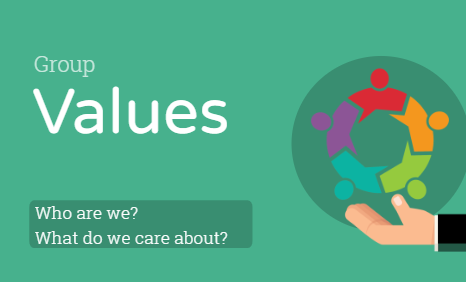 Group
Values
Who are we?
What do we care about?